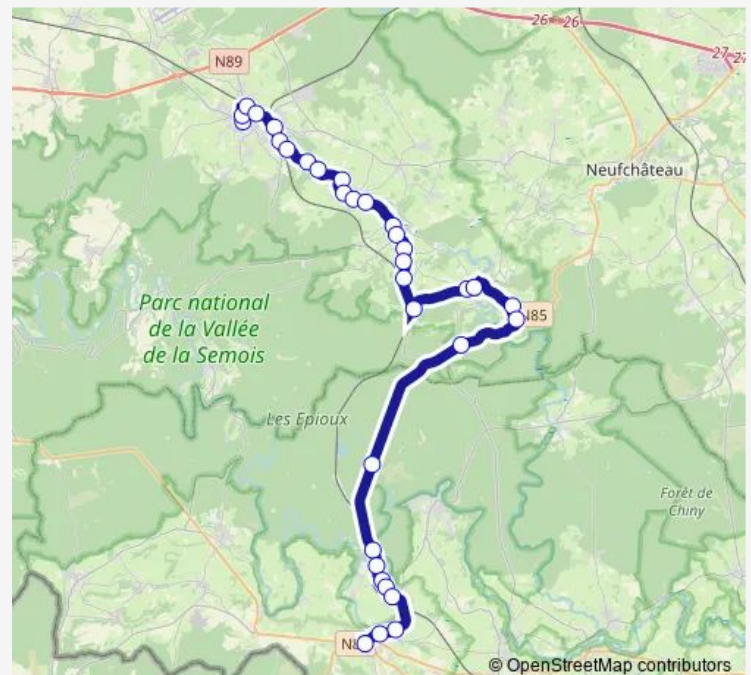 26 - 26
N89
27
Neufchâteau
Parc national
de la Vallée
de la Semois
N85
Les Epioux
Forêt de
Chiny
© OpenStreetMap contributors